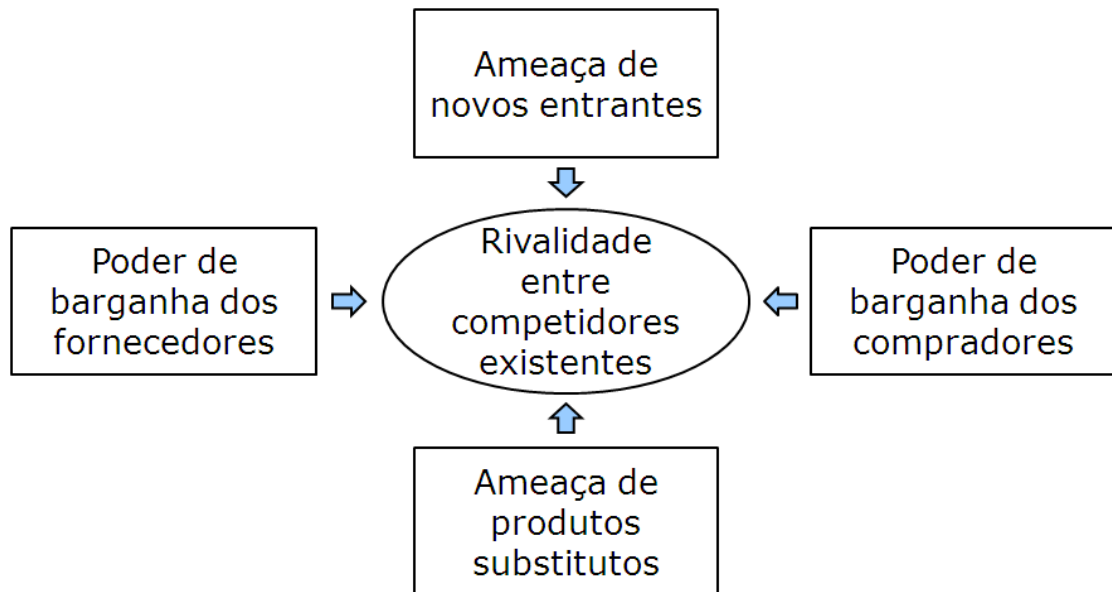 Ameaça de
novos entrantes
Poder de
barganha dos
fornecedores
Rivalidade
entre
competidores
existentes
Poder de
barganha dos
compradores
Ameaça de
produtos
substitutos